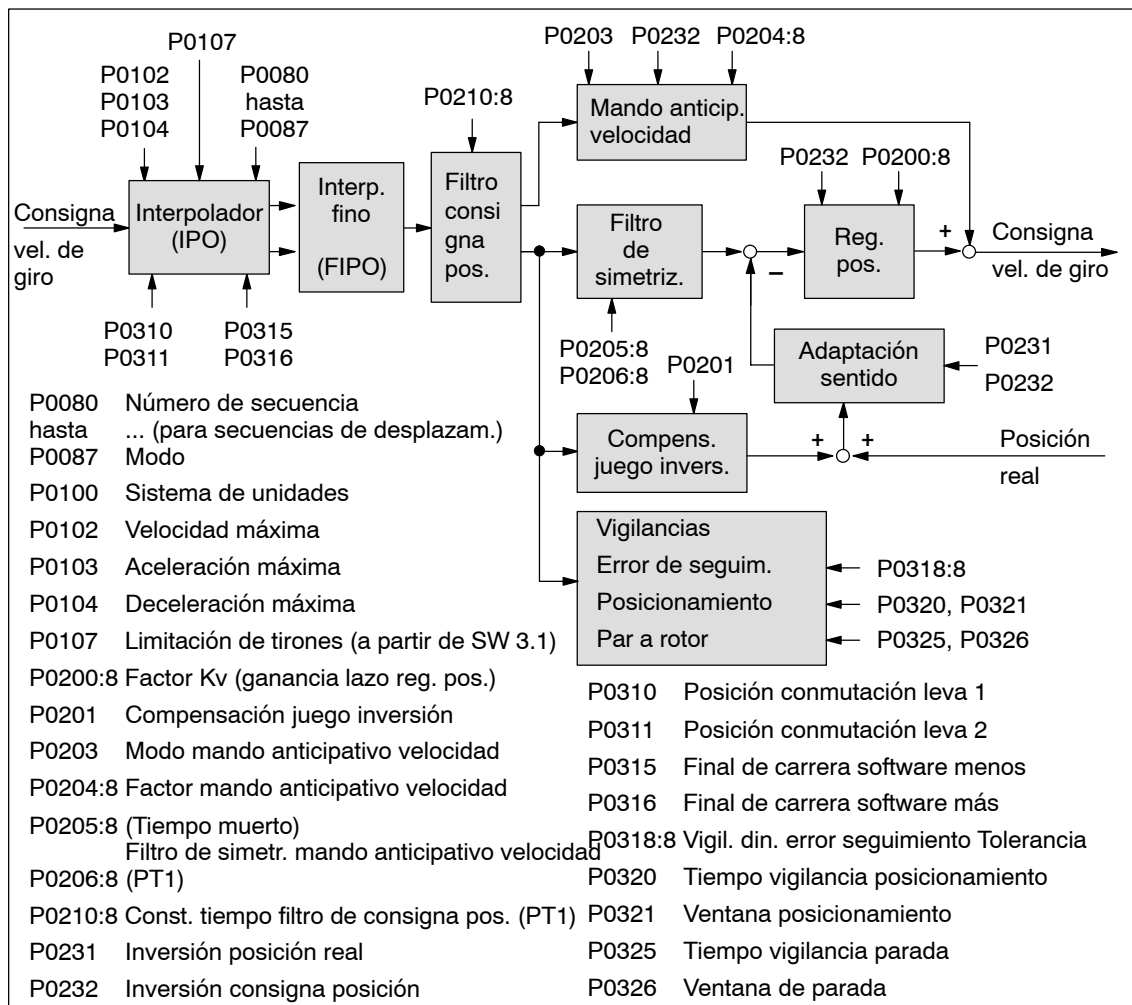 P0107
P0102
P0103
P0104
P0080
hasta
P0087
P0210:8
P0203
P0232
P0204:8
Mando anticip.
velocidad
P0232
P0200:8
Consigna
vel. de
giro
Interpolador
(IPO)
Interp.
fino
(FIPO)
Filtro
consi
gna
pos.
Filtro
de
simetriz.
–
Reg.
pos.
+
Consigna
vel. de giro
P0310
P0311
P0315
P0316
P0205:8
P0206:8
P0201
Adaptación
sentido
P0231
P0232
Compens.
juego invers.
+
+
Posición
real
Vigilancias
Error de seguim.
Posicionamiento
Par a rotor
P0318:8
P0320, P0321
P0325, P0326
P0080 Número de secuencia
hasta ... (para secuencias de desplazam.)
P0087 Modo
P0100 Sistema de unidades
P0102 Velocidad máxima
P0103 Aceleración máxima
P0104 Deceleración máxima
P0107 Limitación de tirones (a partir de SW 3.1)
P0200:8 Factor Kv (ganancia lazo reg. pos.)
P0201 Compensación juego inversión
P0203 Modo mando anticipativo velocidad
P0204:8 Factor mando anticipativo velocidad
P0205:8 (Tiempo muerto)
Filtro de simetr. mando anticipativo velocidad
P0206:8 (PT1)
P0210:8 Const. tiempo filtro de consigna pos. (PT1)
P0231 Inversión posición real
P0232 Inversión consigna posición
P0310 Posición conmutación leva 1
P0311 Posición conmutación leva 2
P0315 Final de carrera software menos
P0316 Final de carrera software más
P0318:8 Vigil. din. error seguimiento Tolerancia
P0320 Tiempo vigilancia posicionamiento
P0321 Ventana posicionamiento
P0325 Tiempo vigilancia parada
P0326 Ventana de parada